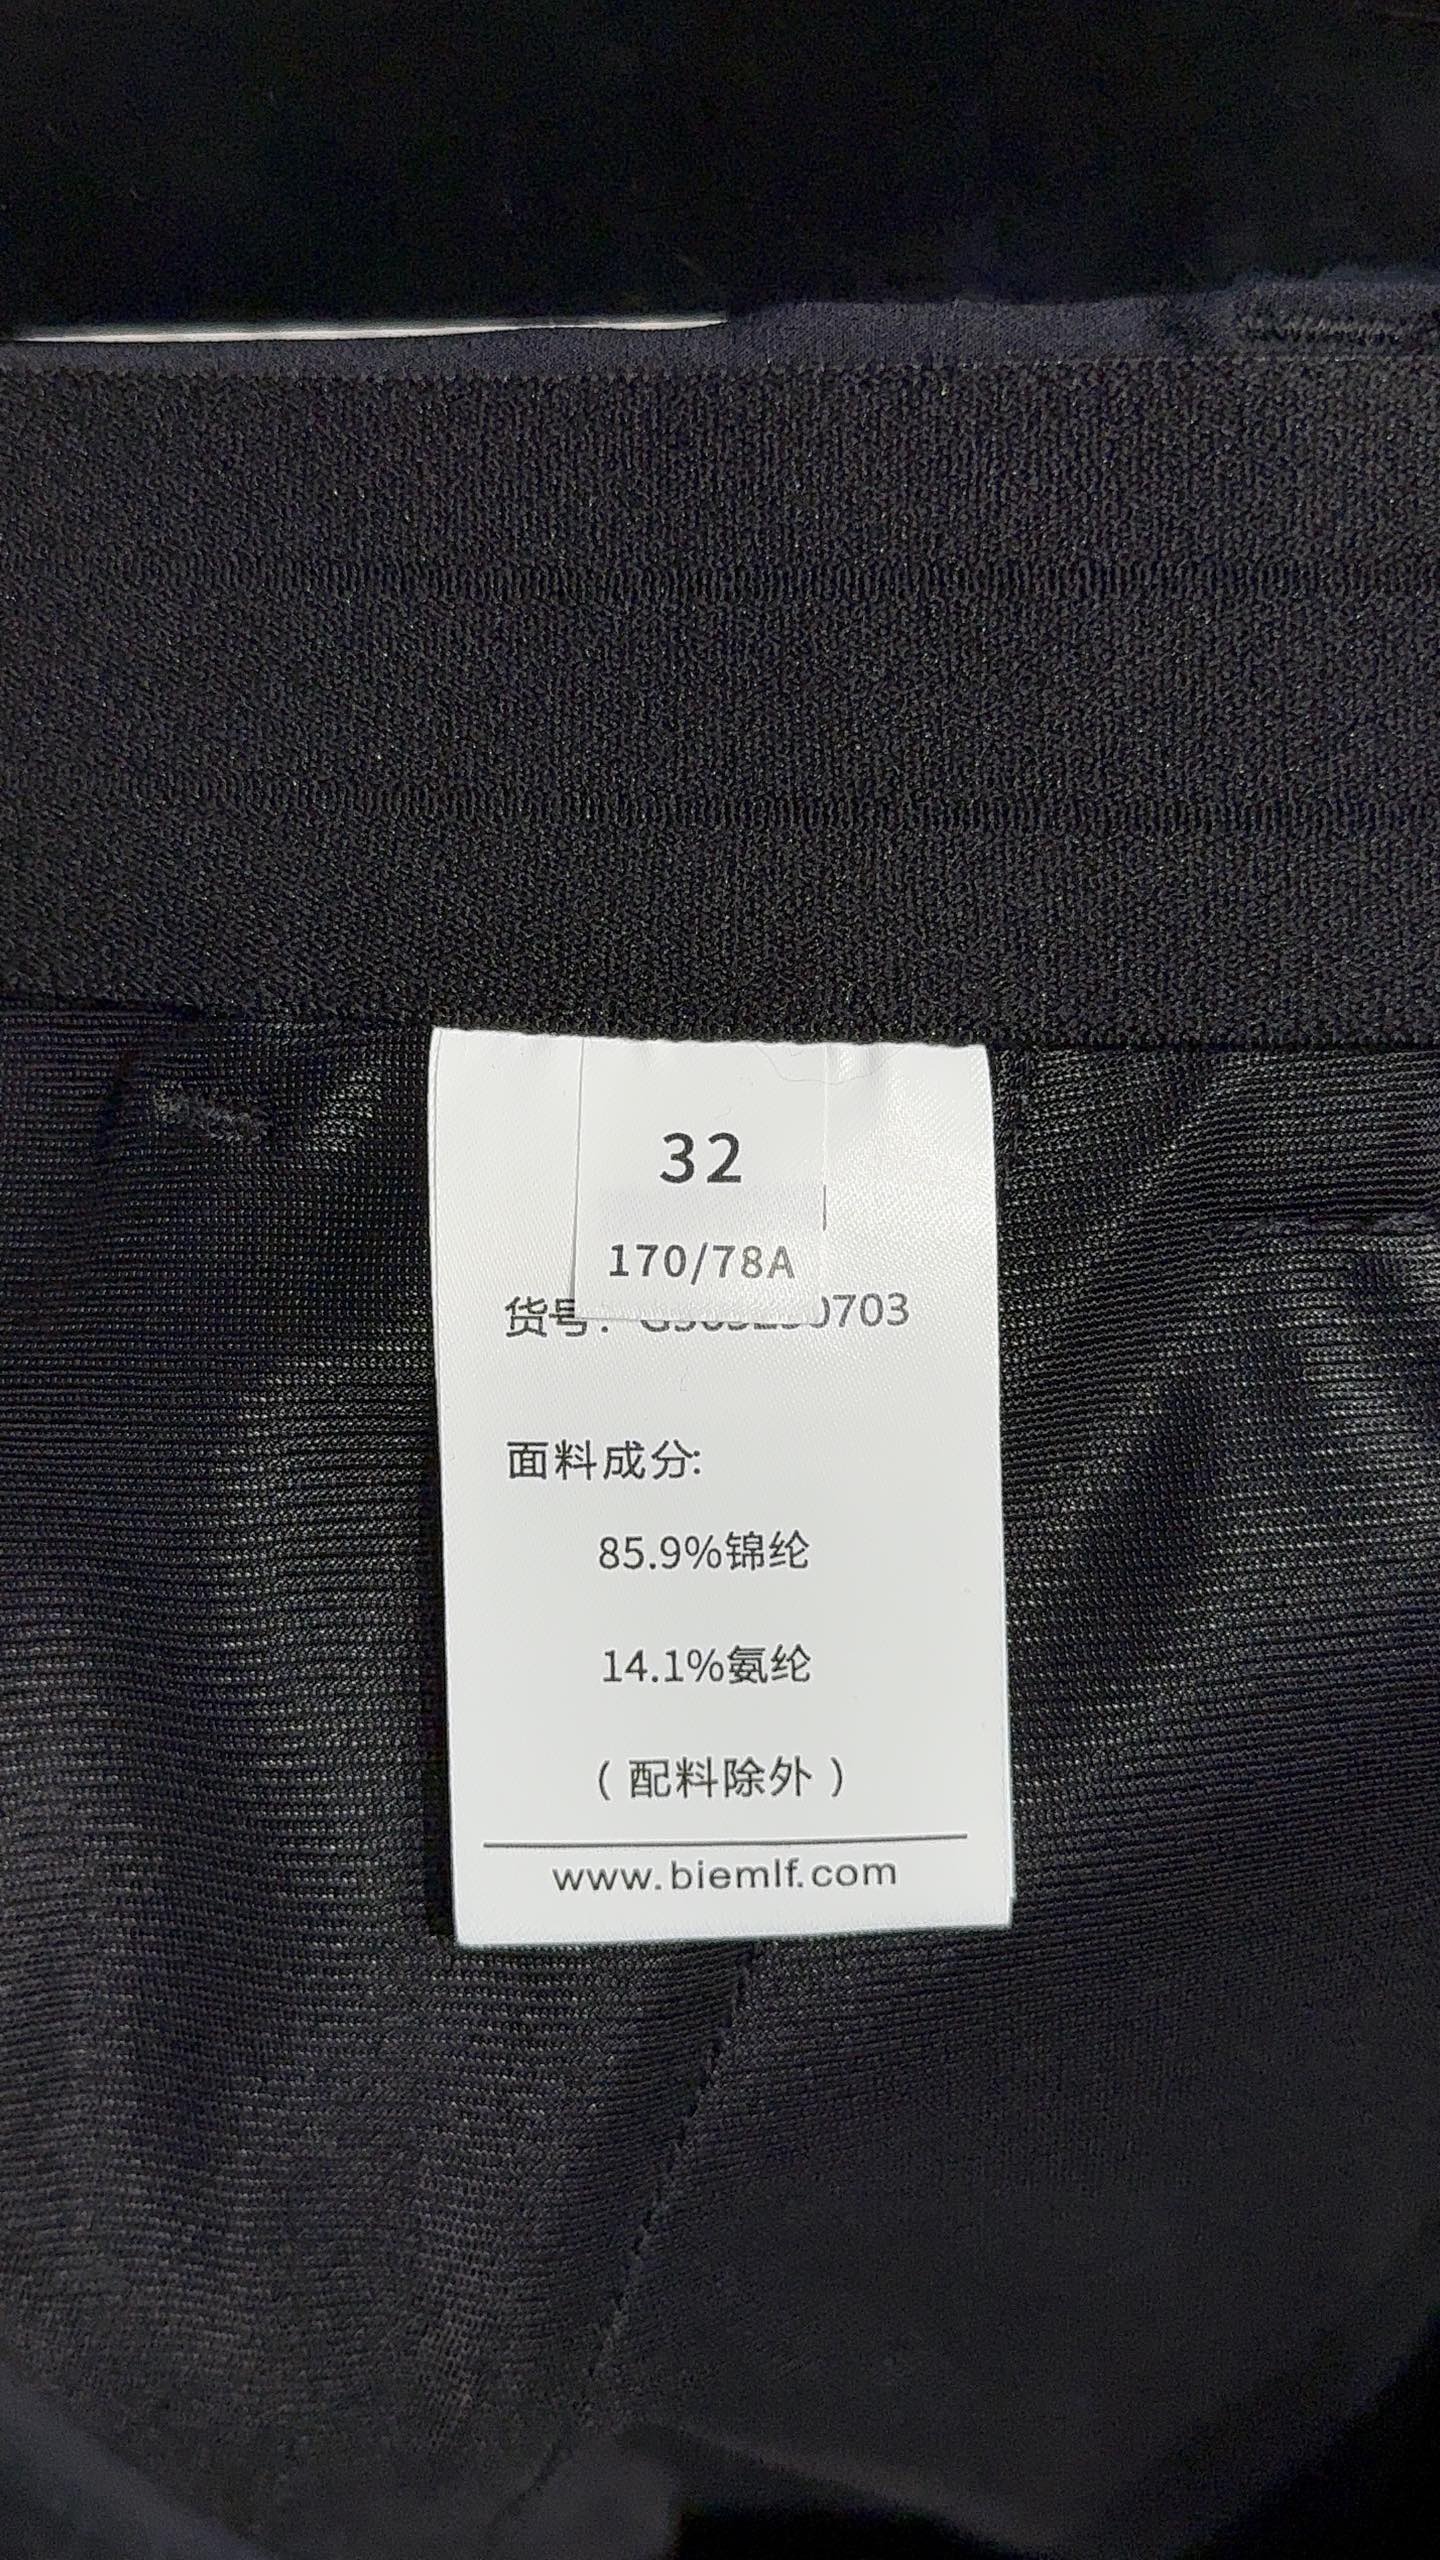 32
170/78A
货号: 0703
面料成分:
85.9%锦纶
14.1%氨纶
(配料除外)
www.biemlf.com